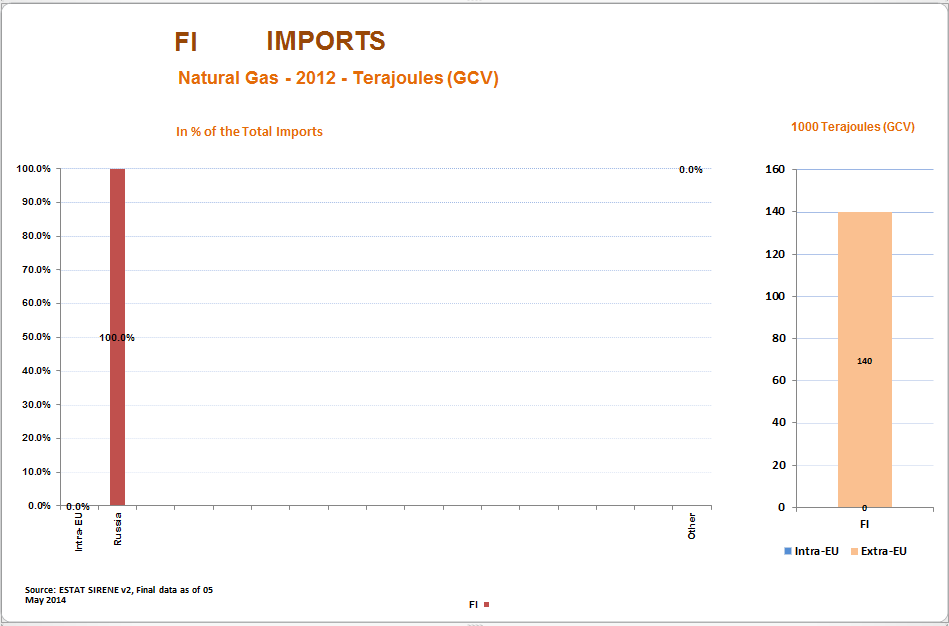 FI IMPORTS
Natural Gas - 2012 - Terajoules (GCV)
In % of the Total Imports
1000 Terajoules (GCV)
100.0%
90.0%
80.0%
70.0%
60.0%
50.0%
40.0%
30.0%
20.0%
10.0%
0.0%
0.0%
100.0%
0.0%
Intra-EU
Russia
Other
160
140
120
100
80
60
40
20
0
140
0
FI
Intra-EU Extra-EU
Source: ESTAT SIRENE v2, Final data as of 05
May 2014
FI